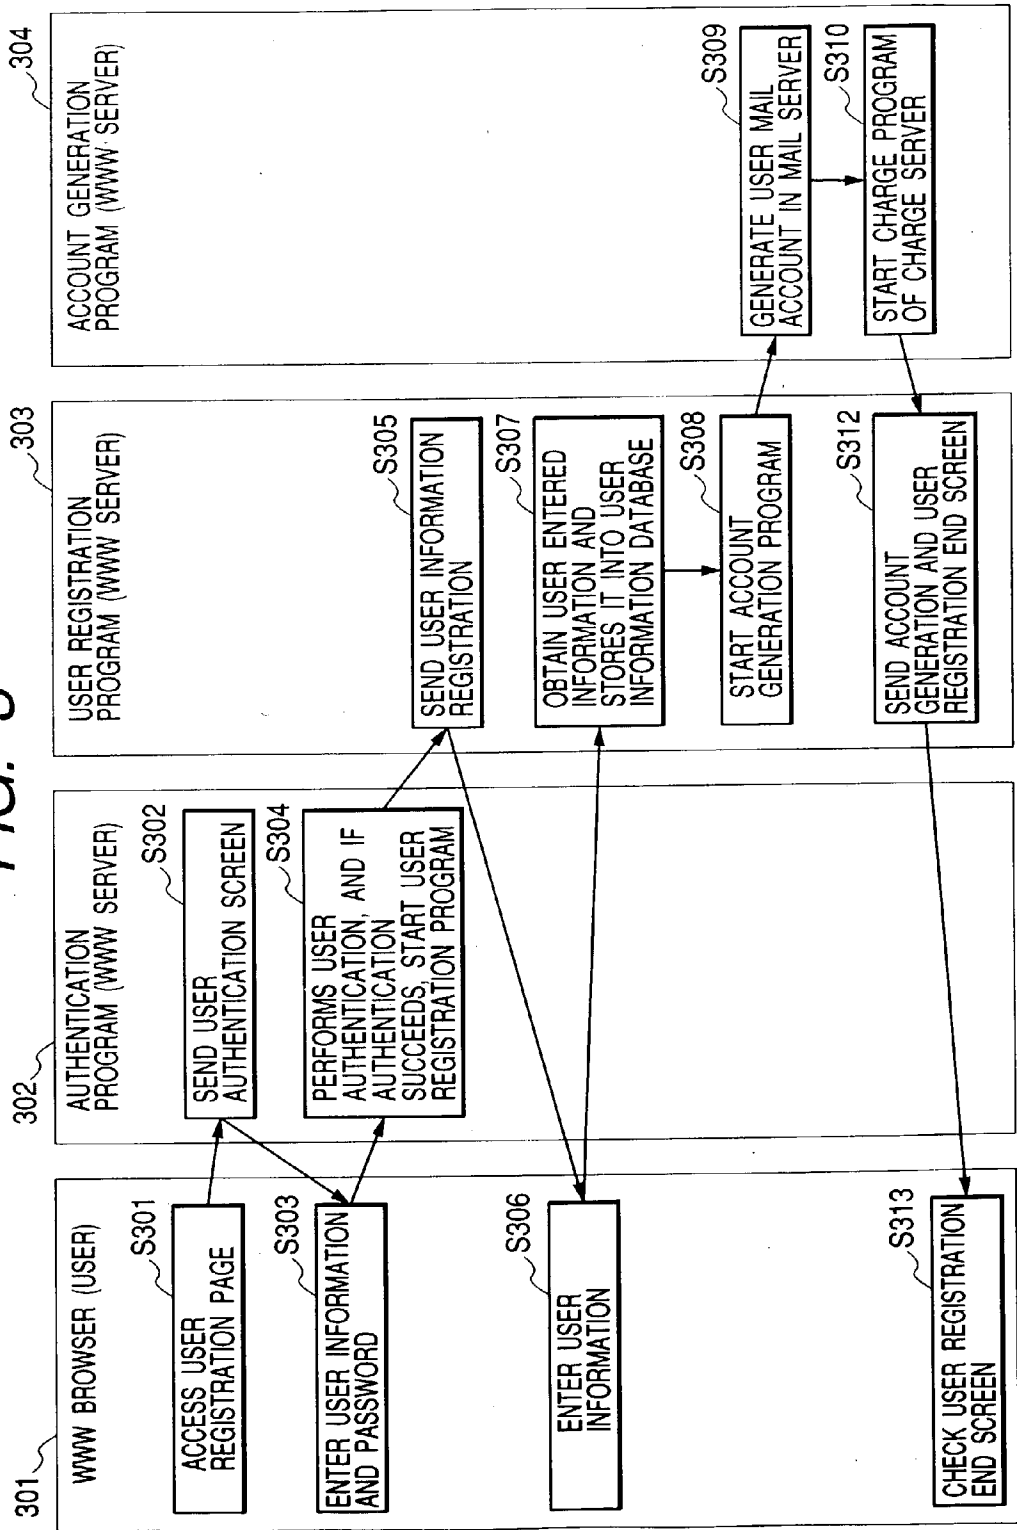 301
WWW BROWSER (USER)
S301
ACCESS USER
REGISTRATION PAGE
S303
ENTER USER INFORMATION
AND PASSWORD
S306
ENTER USER
INFORMATION
S313
CHECK USER REGISTRATION
END SCREEN
302
AUTHENTICATION
PROGRAM (WWW SERVER)
S302
SEND USER
AUTHENTICATION SCREEN
S304
PERFORMS USER
AUTHENTICATION, AND IF
AUTHENTICATION
SUCCEEDS, START USER
REGISTRATION PROGRAM
303
USER REGISTRATION
PROGRAM (WWW SERVER)
S305
SEND USER INFORMATION
REGISTRATION
S307
OBTAIN USER ENTERED
INFORMATION AND
STORES IT INTO USER
INFORMATION DATABASE
S308
START ACCOUNT
GENERATION PROGRAM
S312
SEND ACCOUNT
GENERATION AND USER
REGISTRATION END SCREEN
304
ACCOUNT GENERATION
PROGRAM (WWW SERVER)
S309
GENERATE USER MAIL
ACCOUNT IN MAIL SERVER
S310
START CHARGE PROGRAM
OF CHARGE SERVER